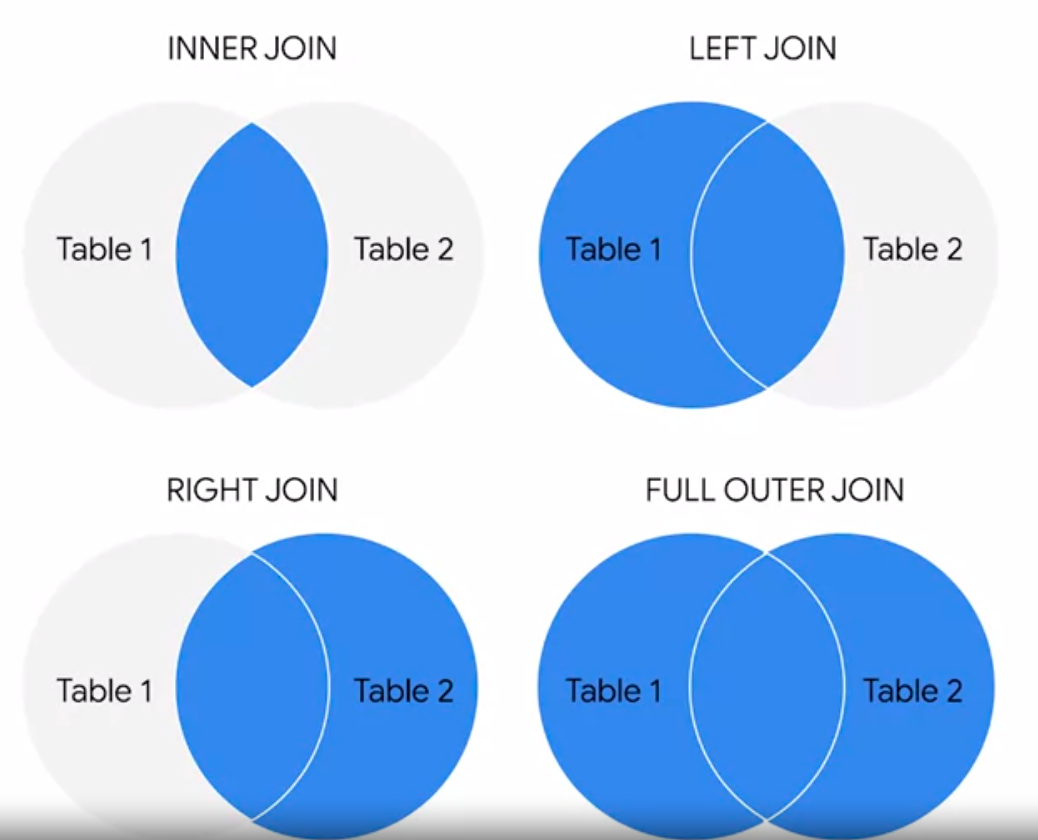 INNER JOIN
LEFT JOIN
Table 1
Table 2
Table 1
Table 2
RIGHT JOIN
FULL OUTER JOIN
Table 1
Table 2
Table 1
Table 2